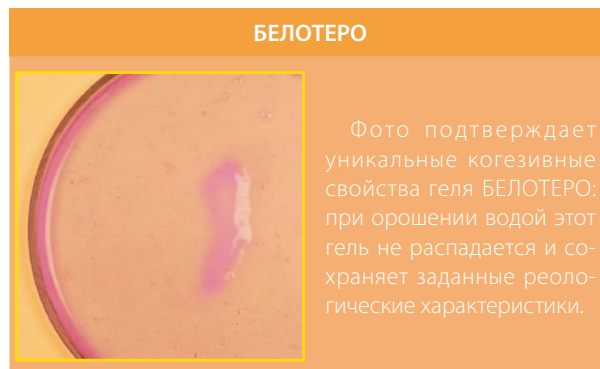 БЕЛОТЕРО
Фото подтверждает
уникальные когезивные
свойства геля БЕЛОТЕРО:
при орошении водой этот
гель не распадается и со-
храняет заданные реоло-
гические характеристики.